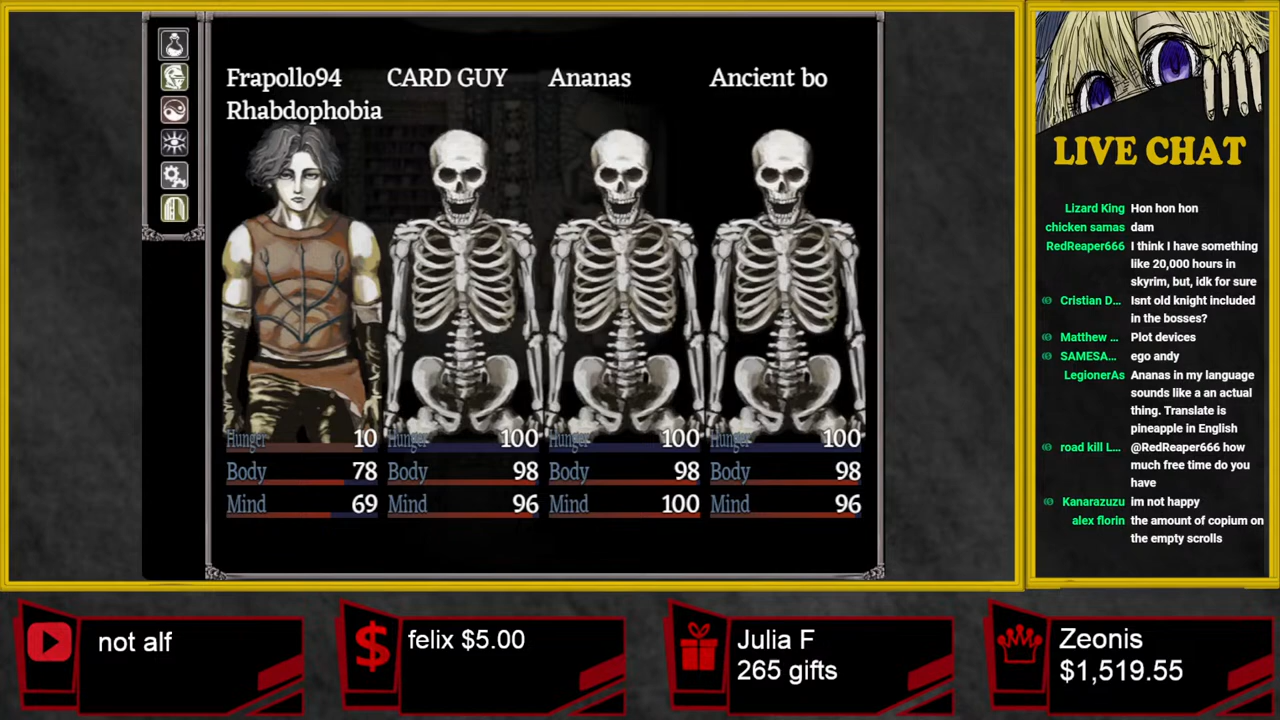 Frapollo94
CARD GUY
Ananas
Ancient bo
Rhabdophobia
Hunger 10
Hunger 100
Hunger 100
Hunger 100
Body 78
Body 98
Body 98
Body 98
Mind 69
Mind 96
Mind 100
Mind 96
LIVE CHAT
Lizard King Hon hon hon
chicken samas dam
RedReaper666 I think I have something
like 20,000 hours in
skyrim, but, idk for sure
Cristian D... Isnt old knight included
in the bosses?
Matthew ... Plot devices
SAMESA... ego andy
LegionerAs Ananas in my language
sounds like a an actual
thing. Translate is
pineapple in English
road kill L... @RedReaper666 how
much free time do you
have
Kanarazuzu im not happy
alex florin the amount of copium on
the empty scrolls
not alf
felix $5.00
Julia F
265 gifts
Zeonis
$1,519.55